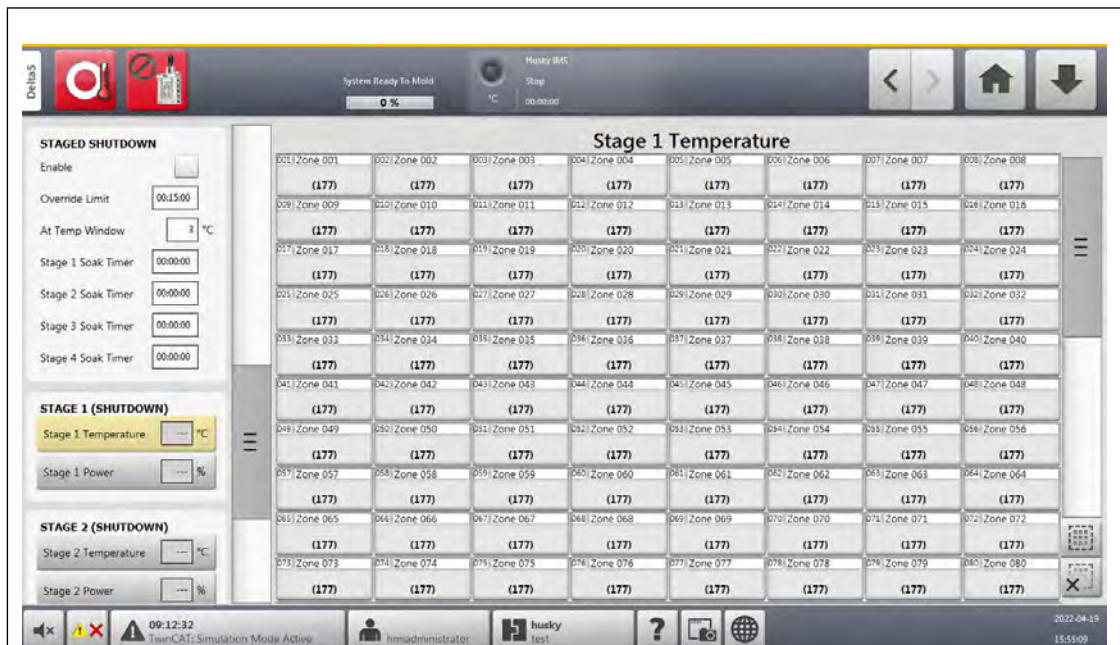 Delta5
System Ready To Mold
0 %
Husky IMS
Stop
°C 00:00:00
STAGED SHUTDOWN
Enable
Override Limit 00:15:00
At Temp Window 3 °C
Stage 1 Soak Timer 00:00:00
Stage 2 Soak Timer 00:00:00
Stage 3 Soak Timer 00:00:00
Stage 4 Soak Timer 00:00:00
STAGE 1 (SHUTDOWN)
Stage 1 Temperature --- °C
Stage 1 Power --- %
STAGE 2 (SHUTDOWN)
Stage 2 Temperature --- °C
Stage 2 Power --- %
Stage 1 Temperature
001 Zone 001 002 Zone 002 003 Zone 003 004 Zone 004 005 Zone 005 006 Zone 006 007 Zone 007 008 Zone 008
(177) (177) (177) (177) (177) (177) (177) (177)
009 Zone 009 010 Zone 010 011 Zone 011 012 Zone 012 013 Zone 013 014 Zone 014 015 Zone 015 016 Zone 016
(177) (177) (177) (177) (177) (177) (177) (177)
017 Zone 017 018 Zone 018 019 Zone 019 020 Zone 020 021 Zone 021 022 Zone 022 023 Zone 023 024 Zone 024
(177) (177) (177) (177) (177) (177) (177) (177)
025 Zone 025 026 Zone 026 027 Zone 027 028 Zone 028 029 Zone 029 030 Zone 030 031 Zone 031 032 Zone 032
(177) (177) (177) (177) (177) (177) (177) (177)
033 Zone 033 034 Zone 034 035 Zone 035 036 Zone 036 037 Zone 037 038 Zone 038 039 Zone 039 040 Zone 040
(177) (177) (177) (177) (177) (177) (177) (177)
041 Zone 041 042 Zone 042 043 Zone 043 044 Zone 044 045 Zone 045 046 Zone 046 047 Zone 047 048 Zone 048
(177) (177) (177) (177) (177) (177) (177) (177)
049 Zone 049 050 Zone 050 051 Zone 051 052 Zone 052 053 Zone 053 054 Zone 054 055 Zone 055 056 Zone 056
(177) (177) (177) (177) (177) (177) (177) (177)
057 Zone 057 058 Zone 058 059 Zone 059 060 Zone 060 061 Zone 061 062 Zone 062 063 Zone 063 064 Zone 064
(177) (177) (177) (177) (177) (177) (177) (177)
065 Zone 065 066 Zone 066 067 Zone 067 068 Zone 068 069 Zone 069 070 Zone 070 071 Zone 071 072 Zone 072
(177) (177) (177) (177) (177) (177) (177) (177)
073 Zone 073 074 Zone 074 075 Zone 075 076 Zone 076 077 Zone 077 078 Zone 078 079 Zone 079 080 Zone 080
(177) (177) (177) (177) (177) (177) (177) (177)
09:12:32
TwinCAT: Simulation Mode Active
hmiadministrator
husky
test
?
2022-04-19
15:55:09